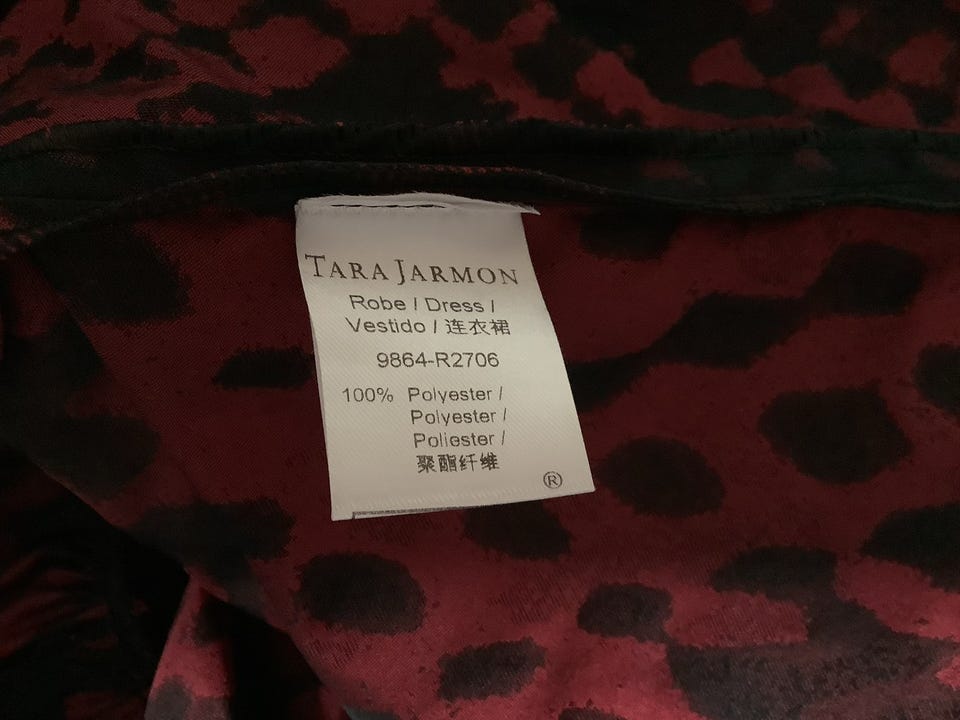 TARA JARMON
Robe / Dress /
Vestido / 连衣裙
9864-R2706
100% Polyester /
Polyester /
Poliester /
聚酯纤维
®